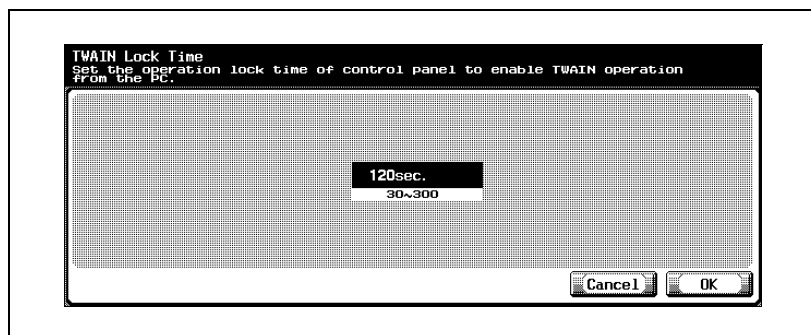 TWAIN Lock Time
Set the operation lock time of control panel to enable TWAIN operation
from the PC.
120sec.
30~300
Cancel OK